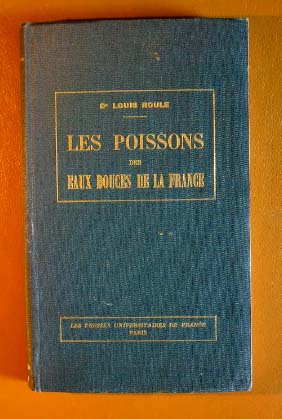 Dr LOUIS ROULE
LES POISSONS
DES
EAUX DOUCES DE LA FRANCE
LES PRESSES UNIVERSITAIRES DE FRANCE
PARIS